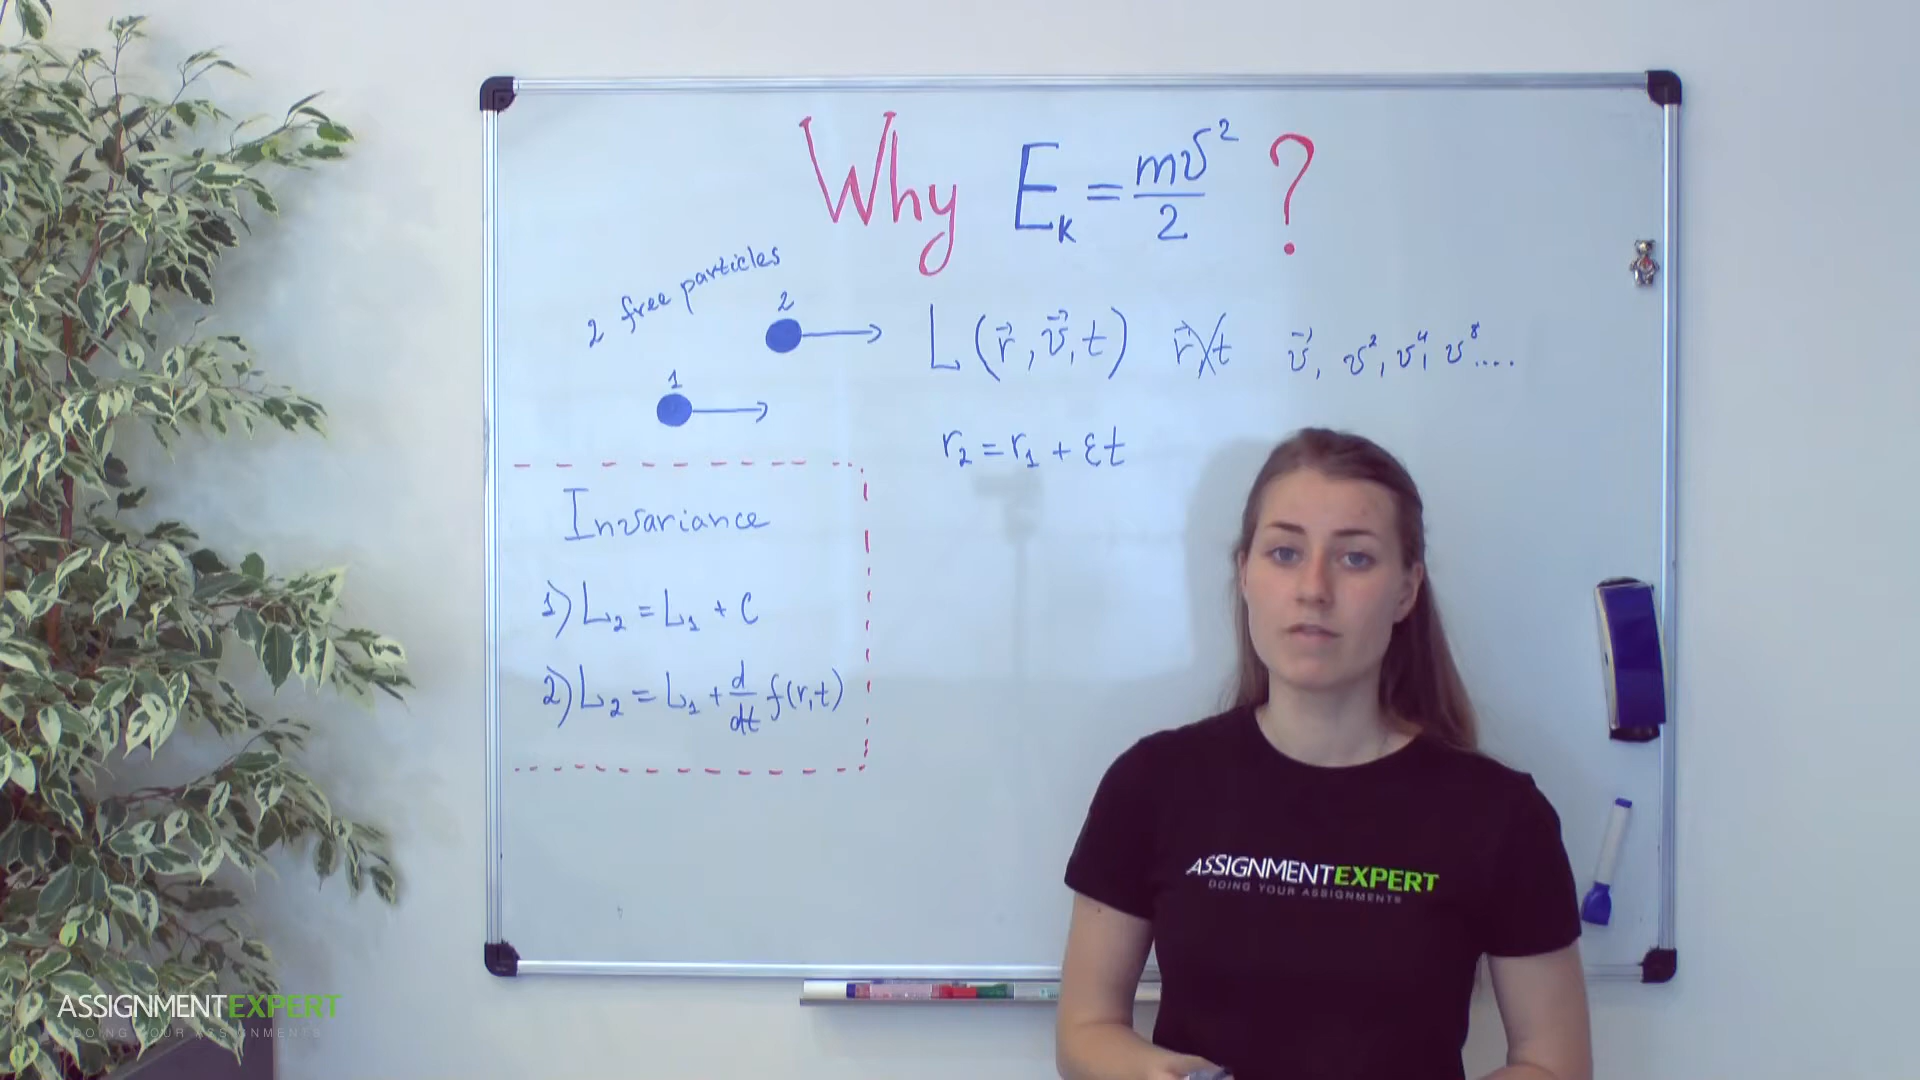 Why E_K = mv²/2 ?
2 free particles
2
1
L (r⃗, v⃗, t) r⃗, t v⃗, v², v⁴, v⁸....
r₂ = r₁ + εt
Invariance
1) L₂ = L₁ + C
2) L₂ = L₁ + d/dt f(r,t)
ASSIGNMENTEXPERT
DOING YOUR ASSIGNMENTS
ASSIGNMENTEXPERT
DOING YOUR ASSIGNMENTS